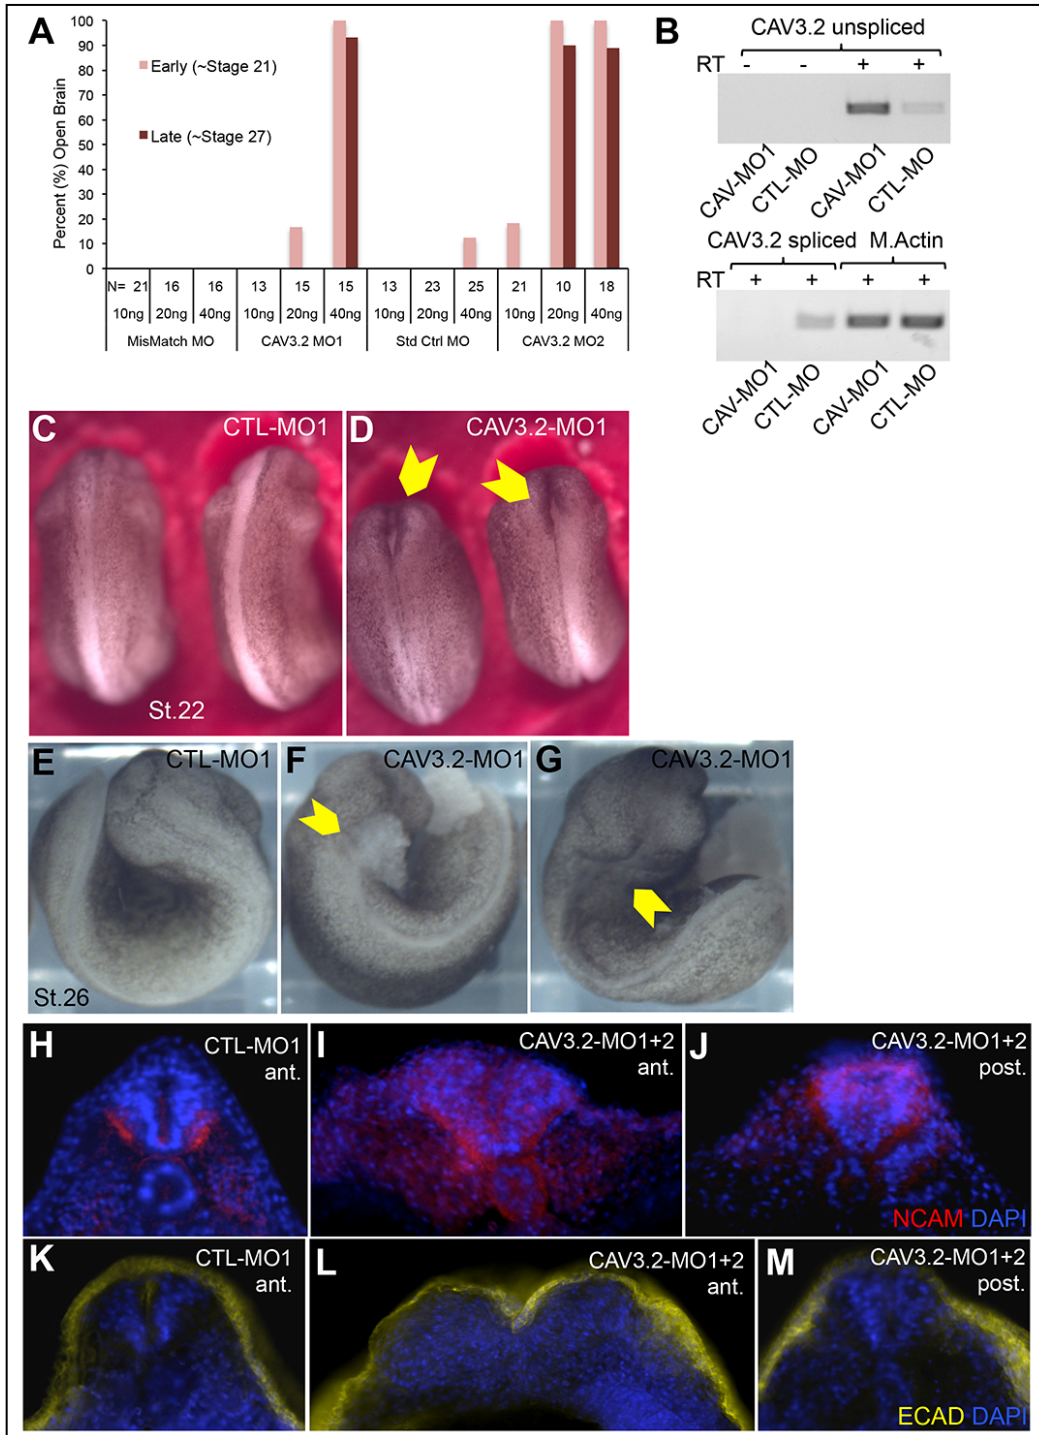 A
100
90
80
70
60
50
40
30
20
10
0
Percent (%) Open Brain
Early (~Stage 21)
Late (~Stage 27)
N= 21 16 16 13 15 15 13 23 25 21 10 18
10ng 20ng 40ng 10ng 20ng 40ng 10ng 20ng 40ng 10ng 20ng 40ng
MisMatch MO CAV3.2 MO1 Std Ctrl MO CAV3.2 MO2
B
CAV3.2 unspliced
RT - - + +
CAV-MO1 CTL-MO CAV-MO1 CTL-MO
CAV3.2 spliced M.Actin
RT + + + +
CAV-MO1 CTL-MO CAV-MO1 CTL-MO
C CTL-MO1
St.22
D CAV3.2-MO1
E CTL-MO1
St.26
F CAV3.2-MO1
G CAV3.2-MO1
H CTL-MO1
ant.
I CAV3.2-MO1+2
ant.
J CAV3.2-MO1+2
post.
NCAM DAPI
K CTL-MO1
ant.
L CAV3.2-MO1+2
ant.
M CAV3.2-MO1+2
post.
ECAD DAPI